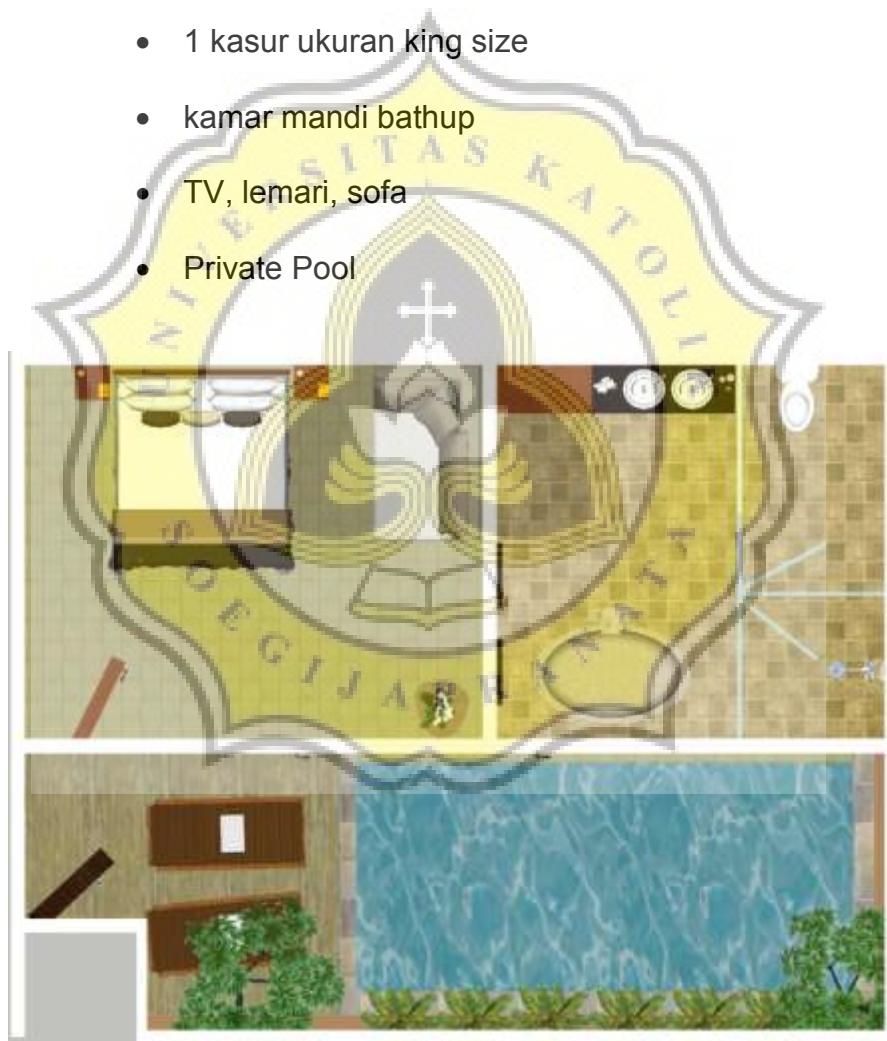 • 1 kasur ukuran king size
• kamar mandi bathup
• TV, lemari, sofa
• Private Pool
UNIVERSITAS KATOLIK
SOEGIJAPRANATA